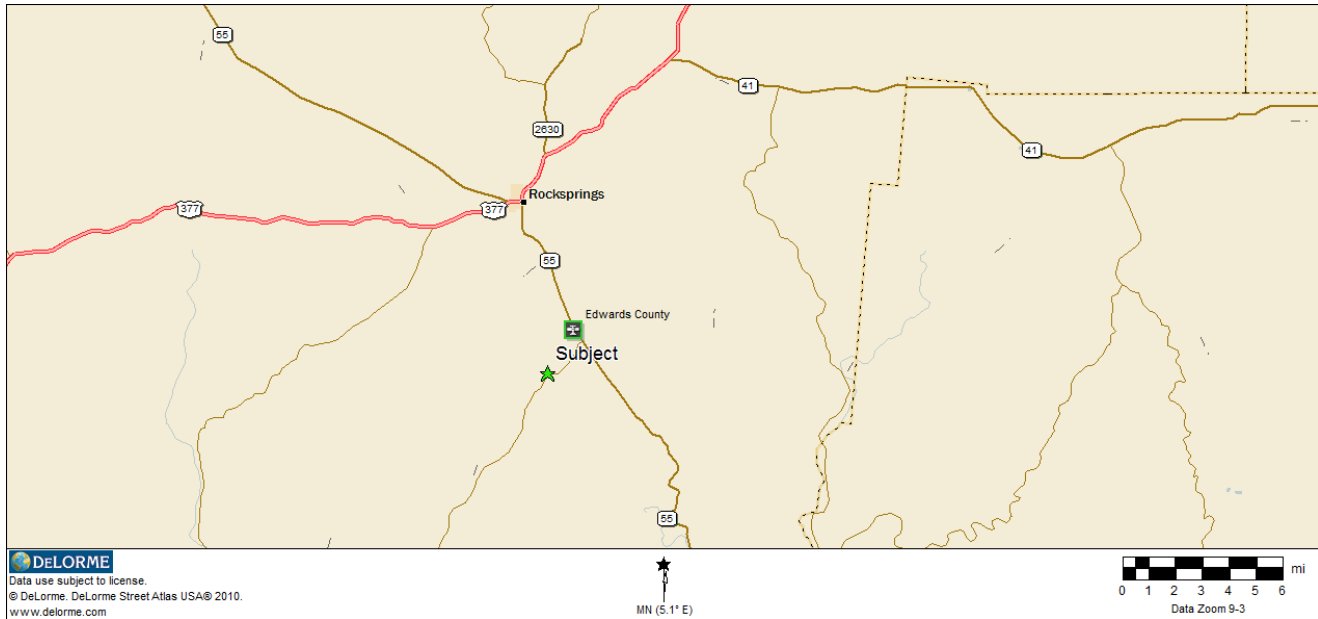 55
41
2630
41
Rocksprings
377
377
55
Edwards County
Subject
55
DELORME
Data use subject to license.
© DeLorme. DeLorme Street Atlas USA® 2010.
www.delorme.com
MN (5.1° E)
mi
0 1 2 3 4 5 6
Data Zoom 9-3